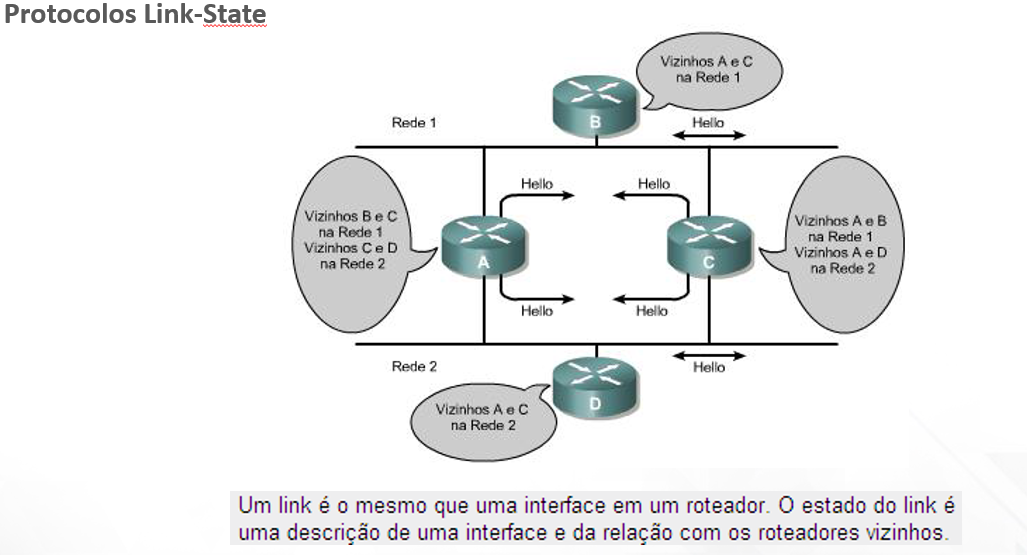 Protocolos Link-State
Vizinhos A e C
na Rede 1
B
Rede 1
Hello
Hello
Hello
Vizinhos B e C
na Rede 1
Vizinhos C e D
na Rede 2
A
C
Vizinhos A e B
na Rede 1
Vizinhos A e D
na Rede 2
Hello
Hello
Rede 2
Hello
D
Vizinhos A e C
na Rede 2
Um link é o mesmo que uma interface em um roteador. O estado do link é
uma descrição de uma interface e da relação com os roteadores vizinhos.